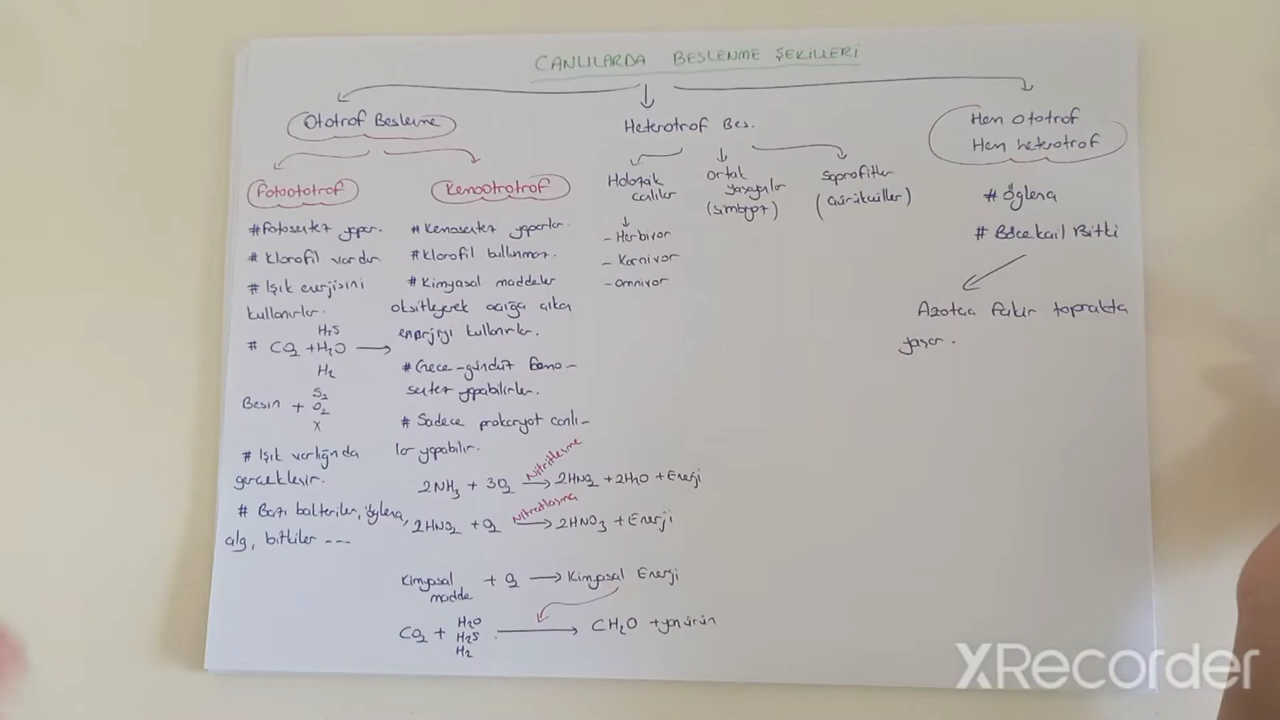 CANLILARDA BESLENME ŞEKİLLERİ
Ototrof Beslenme
Fotoototrof
#Fotosentez yapar.
# Klorofil vardır
# Işık enerjisini
kullanırlar.
H₂S
# CO₂ + H₂O →
H₂
S₂
Besin + O₂
X
# Işık varlığında
gerçekleşir.
# Bazı bakteriler, öglena,
alg, bitkiler ---
Kemoototrof
# Kemosentez yaparlar.
#Klorofil bulunmaz.
# Kimyasal maddeler
oksitleyerek açığa çıkan
enerjiyi kullanırlar.
# Gece-gündüz kemo-
sentez yapabilirler.
# Sadece prokaryot canlı-
lar yapabilir.
Nitritleşme
2NH₃ + 3O₂ → 2HNO₂ + 2H₂O + Enerji
Nitratlaşma
2HNO₂ + O₂ → 2HNO₃ + Enerji
Kimyasal madde + O₂ → Kimyasal Enerji
H₂O
CO₂ + H₂S → CH₂O + yan ürün
H₂
Heterotrof Bes.
Holozoik
canlılar
- Herbivor
- Karnivor
- Omnivor
Ortak
yaşayanlar
(simbiyoz)
Saprofitler
(Çürükçüller)
Hem ototrof
Hem heterotrof
# Öglena
# Böcekçil Bitki
Azotça fakir toprakta
yaşar.
XRecorder